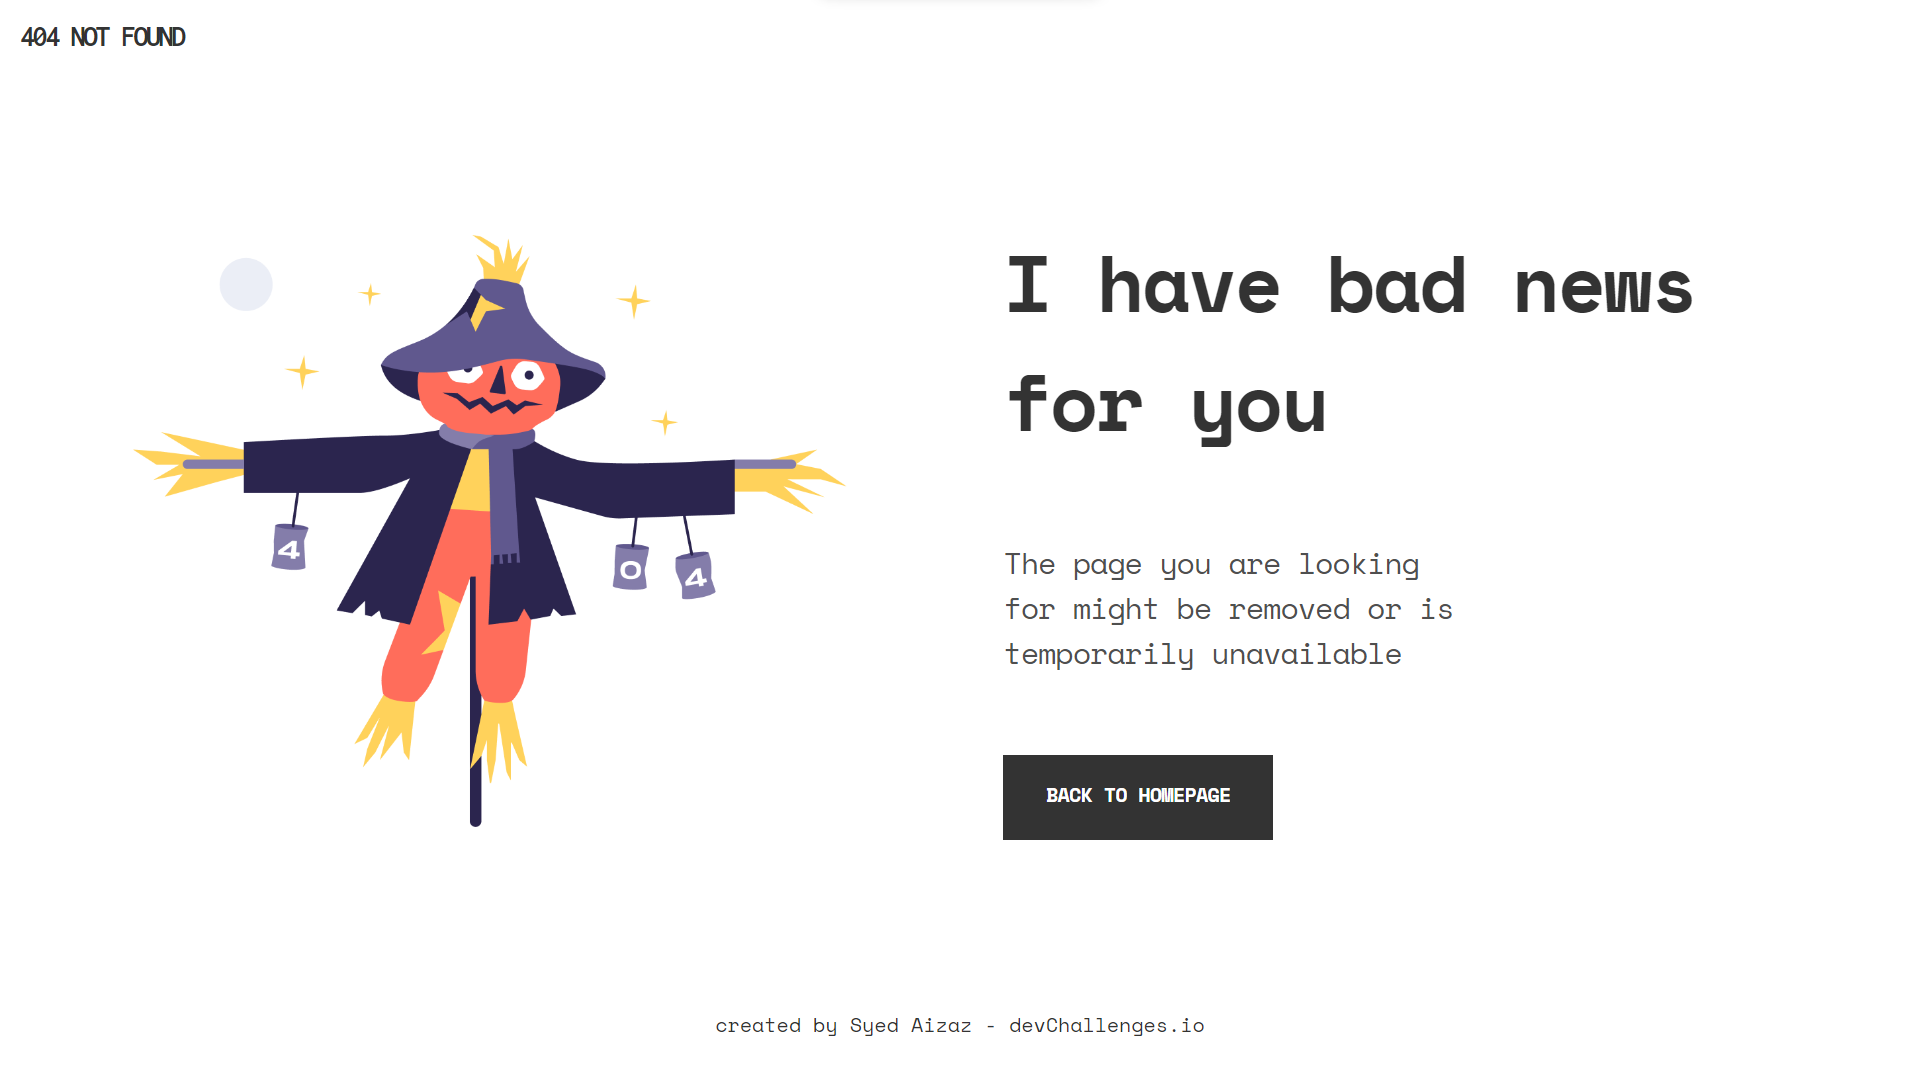 404 NOT FOUND
4
0
4
I have bad news
for you
The page you are looking
for might be removed or is
temporarily unavailable
BACK TO HOMEPAGE
created by Syed Aizaz - devChallenges.io